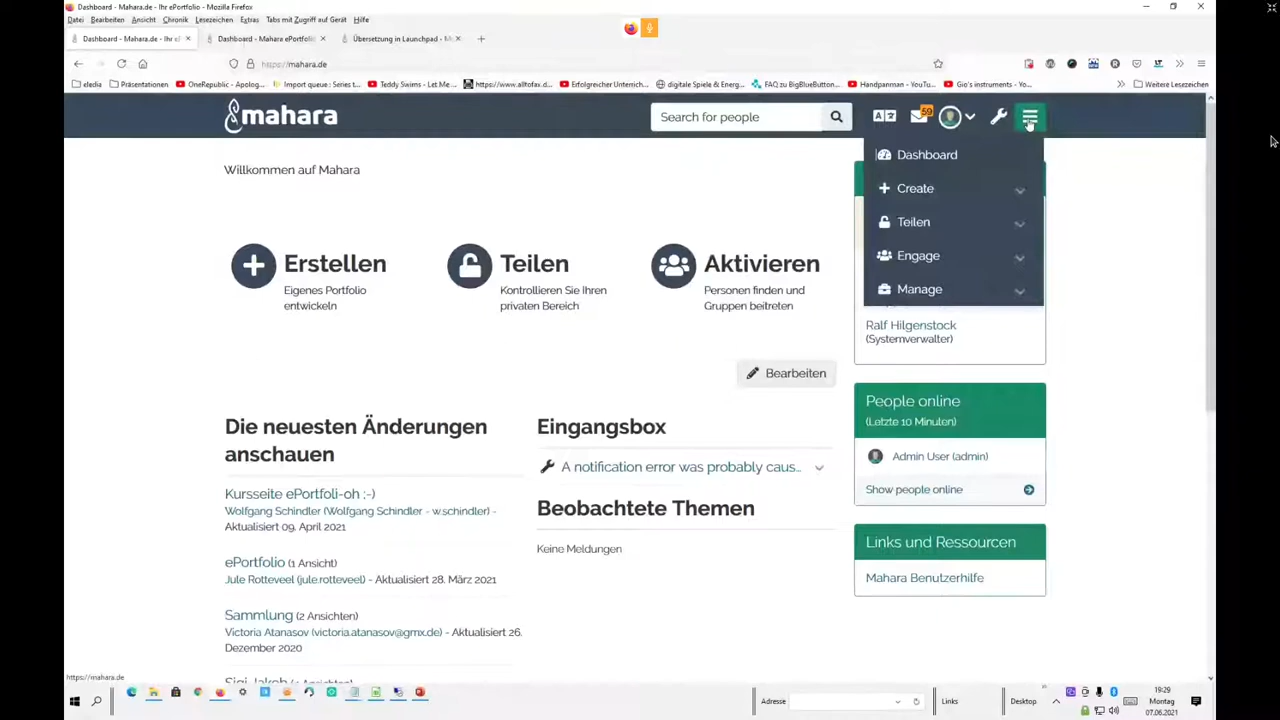 Dashboard - Mahara.de - Ihr ePortfolio - Mozilla Firefox
Datei Bearbeiten Ansicht Chronik Lesezeichen Extras Tabs mit Zugriff auf Gerät Hilfe
Dashboard - Mahara.de - Ihr eF × Dashboard - Mahara ePortfolio × Übersetzung in Launchpad - M × +
https://mahara.de
eledia Präsentationen OneRepublic - Apolog... Import queue : Series t... Teddy Swims - Let Me ... https://www.alltofax.d... Erfolgreicher Unterich... digitale Spiele & Energ... FAQ zu BigBlueButton... Handpanman - YouTu... Gio's instruments - Yo... Weitere Lesezeichen
mahara
Search for people
59
Dashboard
Create
Teilen
Engage
Manage
Willkommen auf Mahara
Erstellen
Eigenes Portfolio
entwickeln
Teilen
Kontrollieren Sie Ihren
privaten Bereich
Aktivieren
Personen finden und
Gruppen beitreten
Ralf Hilgenstock
(Systemverwalter)
Bearbeiten
Die neuesten Änderungen
anschauen
Kursseite ePortfoli-oh :-)
Wolfgang Schindler (Wolfgang Schindler - w.schindler) -
Aktualisiert 09. April 2021
ePortfolio (1 Ansicht)
Jule Rotteveel (jule.rotteveel) - Aktualisiert 28. März 2021
Sammlung (2 Ansichten)
Victoria Atanasov (victoria.atanasov@gmx.de) - Aktualisiert 26.
Dezember 2020
Eingangsbox
A notification error was probably caus...
Beobachtete Themen
Keine Meldungen
People online
(Letzte 10 Minuten)
Admin User (admin)
Show people online
Links und Ressourcen
Mahara Benutzerhilfe
https://mahara.de
Adresse
Links
Desktop
19:29
Montag
07.06.2021